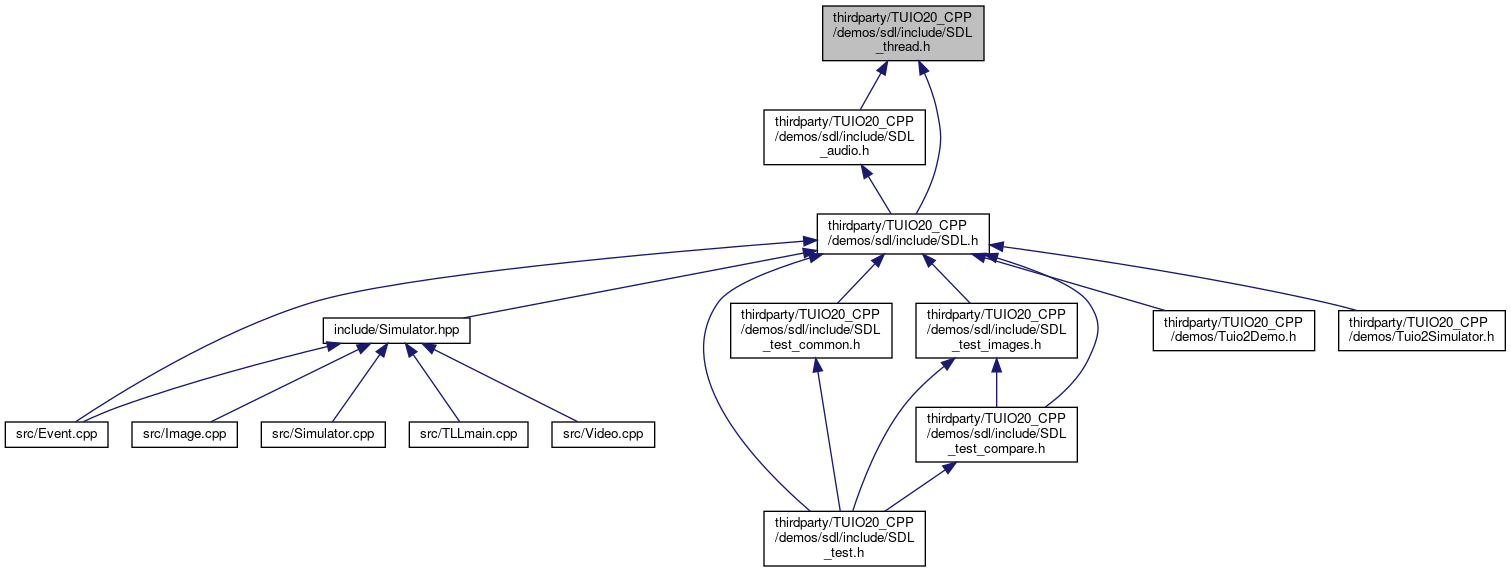 thirdparty/TUIO20_CPP
/demos/sdl/include/SDL
_thread.h
thirdparty/TUIO20_CPP
/demos/sdl/include/SDL
_audio.h
thirdparty/TUIO20_CPP
/demos/sdl/include/SDL.h
include/Simulator.hpp
thirdparty/TUIO20_CPP
/demos/sdl/include/SDL
_test_common.h
thirdparty/TUIO20_CPP
/demos/sdl/include/SDL
_test_images.h
thirdparty/TUIO20_CPP
/demos/Tuio2Demo.h
thirdparty/TUIO20_CPP
/demos/Tuio2Simulator.h
src/Event.cpp
src/Image.cpp
src/Simulator.cpp
src/TLLmain.cpp
src/Video.cpp
thirdparty/TUIO20_CPP
/demos/sdl/include/SDL
_test_compare.h
thirdparty/TUIO20_CPP
/demos/sdl/include/SDL
_test.h